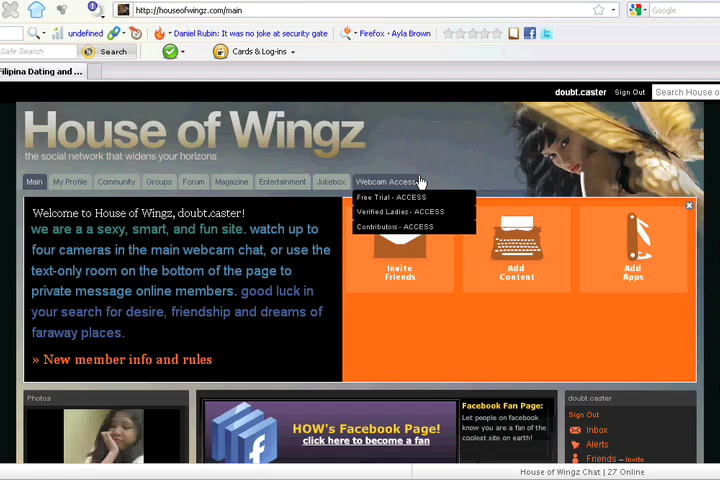 http://houseofwingz.com/main
Google
undefined
Daniel Rubin: It was no joke at security gate
Firefox
Ayla Brown
Safe Search
Search
Cards & Log-ins
Filipina Dating and ...
doubt.caster
Sign Out
Search House o
House of Wingz
the social network that widens your horizons
Main
My Profile
Community
Groups
Forum
Magazine
Entertainment
Jukebox
Webcam Access
Free Trial - ACCESS
Verified Ladies - ACCESS
Contributors - ACCESS
Welcome to House of Wingz, doubt.caster!
we are a a sexy, smart, and fun site. watch up to
four cameras in the main webcam chat, or use the
text-only room on the bottom of the page to
private message online members. good luck in
your search for desire, friendship and dreams of
faraway places.
» New member info and rules
Invite
Friends
Add
Content
Add
Apps
Photos
HOW's Facebook Page!
click here to become a fan
Facebook Fan Page:
Let people on facebook
know you are a fan of the
coolest site on earth!
doubt.caster
Sign Out
Inbox
Alerts
Friends – Invite
House of Wingz Chat | 27 Online